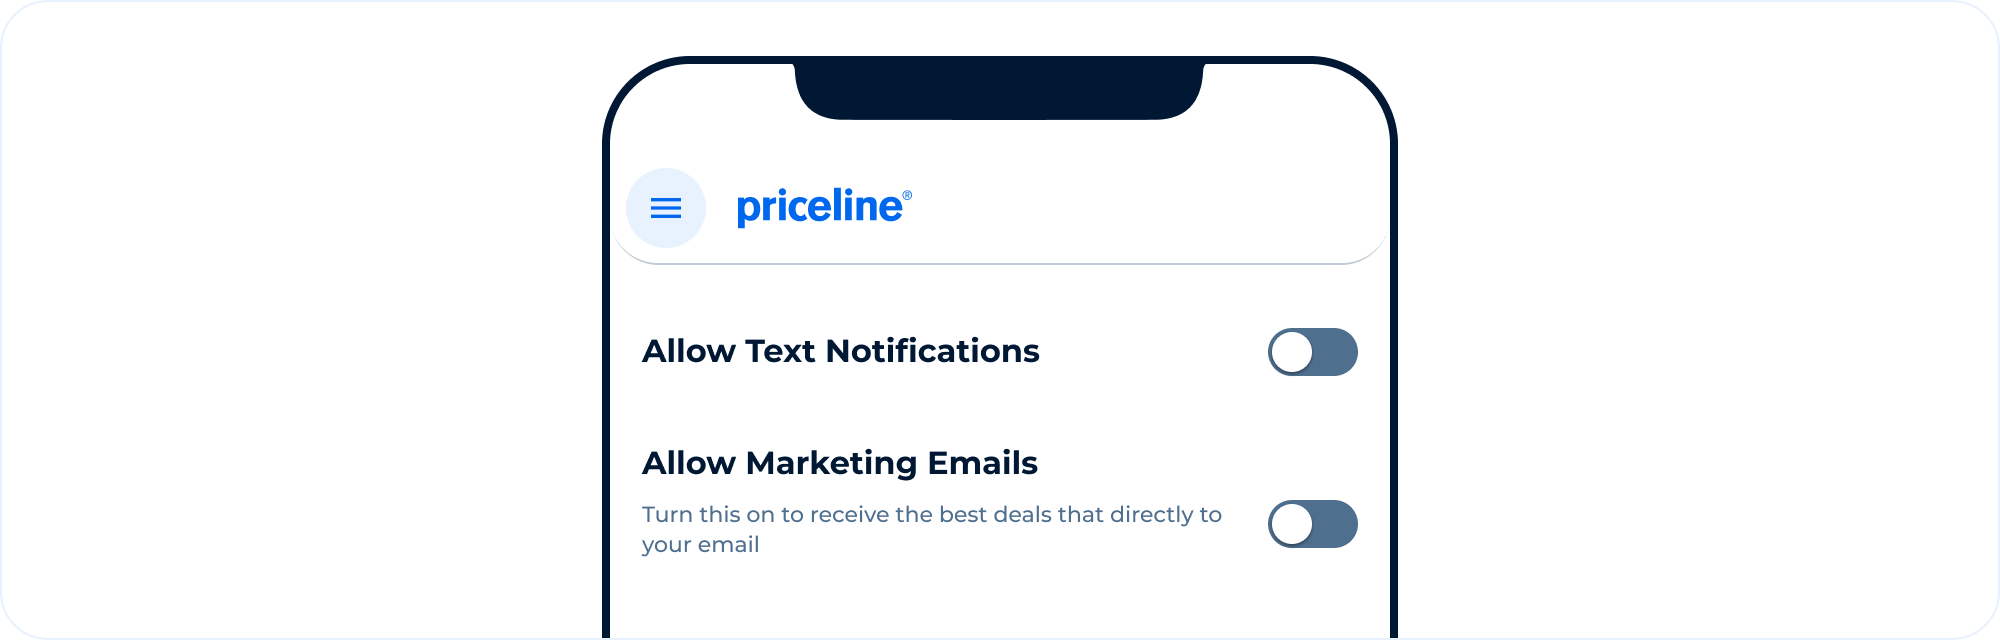 priceline®
Allow Text Notifications
Allow Marketing Emails
Turn this on to receive the best deals that directly to
your email